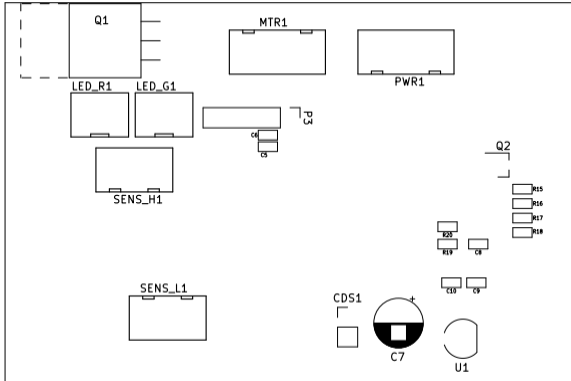 Q1
MTR1
PWR1
LED_R1
LED_G1
P3
C6
C5
SENS_H1
Q2
R15
R16
R17
R18
R20
R19
C8
C10
C9
SENS_L1
CDS1
+
C7
U1